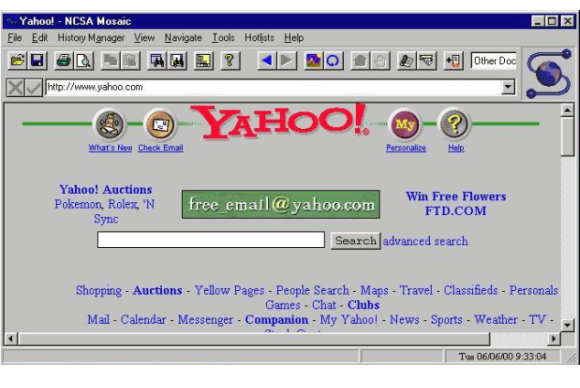 Yahoo! - NCSA Mosaic
File Edit History Manager View Navigate Tools Hotlists Help
Other Doc
http://www.yahoo.com
YAHOO!
My
?
What's New Check Email Personalize Help
Yahoo! Auctions
Pokemon, Rolex, 'N
Sync
free_email@yahoo.com
Win Free Flowers
FTD.COM
Search advanced search
Shopping - Auctions - Yellow Pages - People Search - Maps - Travel - Classifieds - Personals
Games - Chat - Clubs
Mail - Calendar - Messenger - Companion - My Yahoo! - News - Sports - Weather - TV -
Tue 06/06/00 9:33:04